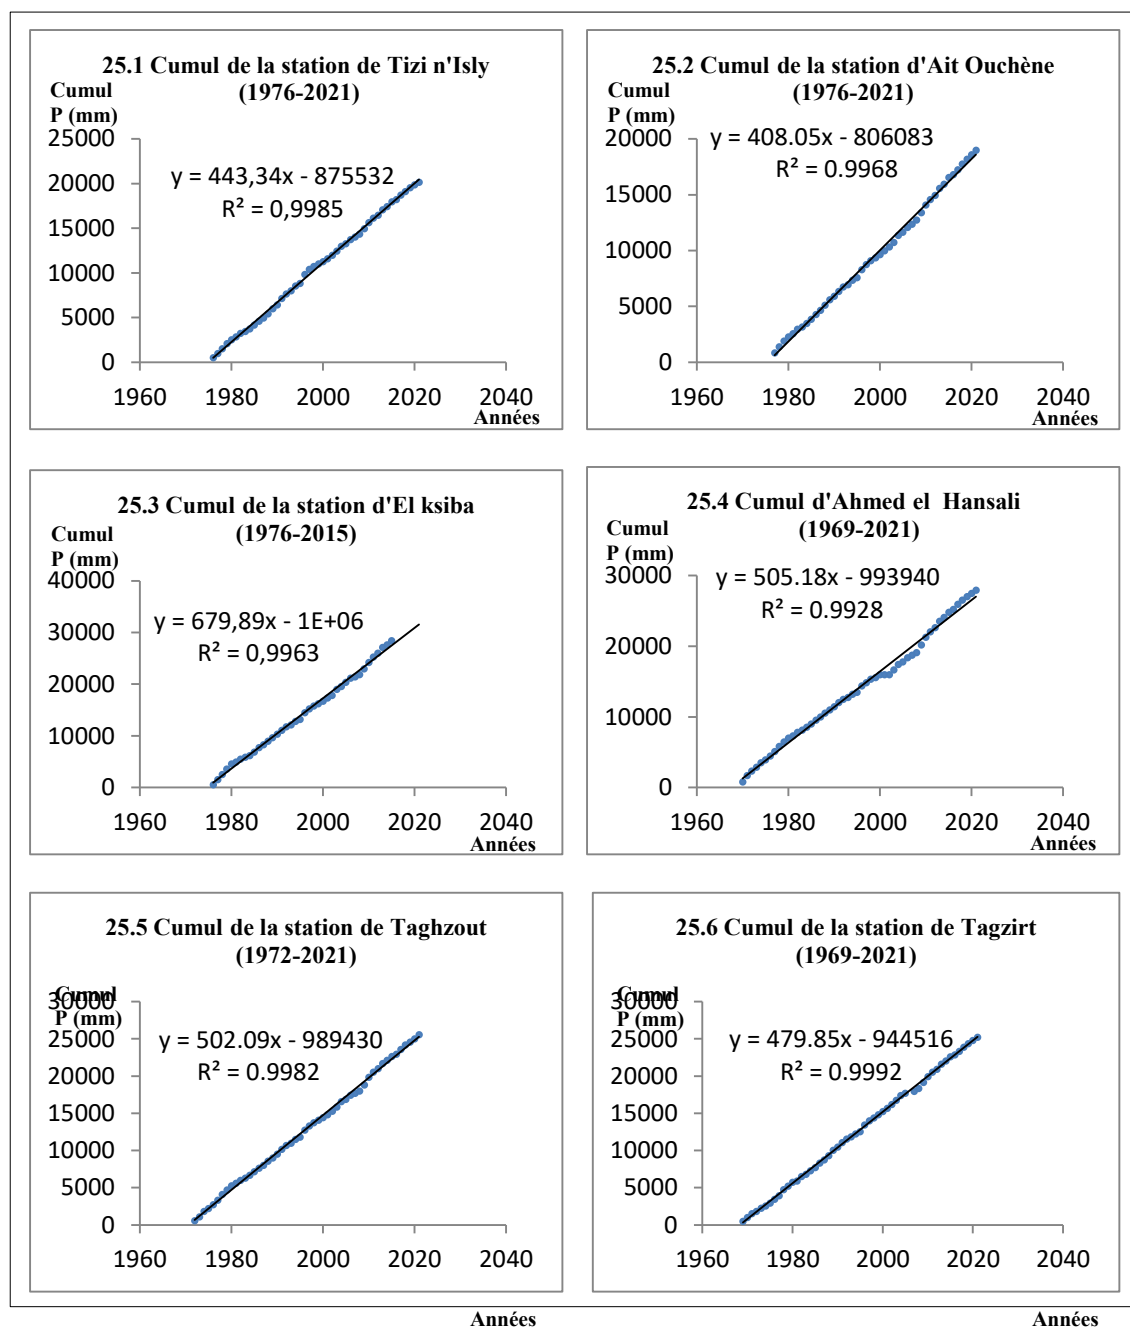 25.1 Cumul de la station de Tizi n'Isly
(1976-2021)
Cumul
P (mm)
25000
20000
15000
10000
5000
0
y = 443,34x - 875532
R² = 0,9985
1960 1980 2000 2020 2040
Années
25.2 Cumul de la station d'Ait Ouchène
(1976-2021)
Cumul
P (mm)
20000
15000
10000
5000
0
y = 408.05x - 806083
R² = 0.9968
1960 1980 2000 2020 2040
Années
25.3 Cumul de la station d'El ksiba
(1976-2015)
Cumul
P (mm)
40000
30000
20000
10000
0
y = 679,89x - 1E+06
R² = 0,9963
1960 1980 2000 2020 2040
Années
25.4 Cumul d'Ahmed el Hansali
(1969-2021)
Cumul
P (mm)
30000
20000
10000
0
y = 505.18x - 993940
R² = 0.9928
1960 1980 2000 2020 2040
Années
25.5 Cumul de la station de Taghzout
(1972-2021)
Cumul
P (mm)
30000
25000
20000
15000
10000
5000
0
y = 502.09x - 989430
R² = 0.9982
1960 1980 2000 2020 2040
Années
25.6 Cumul de la station de Tagzirt
(1969-2021)
Cumul
P (mm)
30000
25000
20000
15000
10000
5000
0
y = 479.85x - 944516
R² = 0.9992
1960 1980 2000 2020 2040
Années